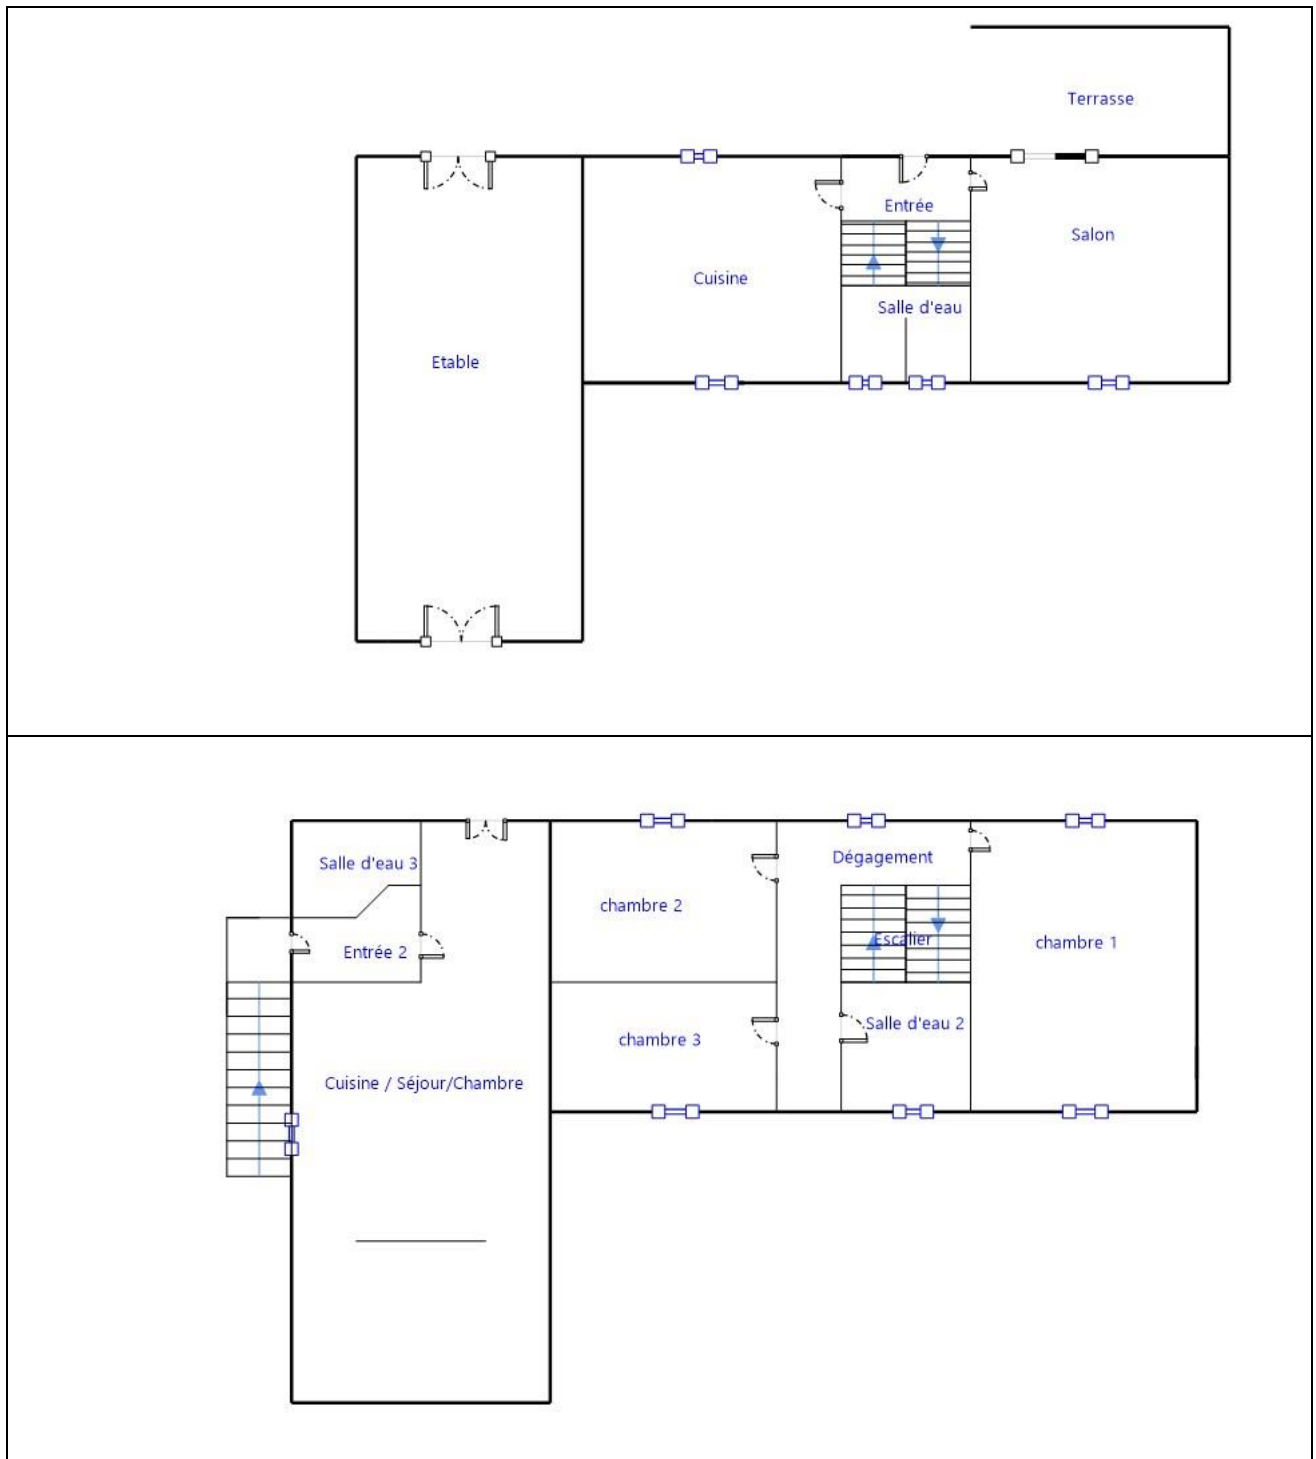 Terrasse
Entrée
Salon
Cuisine
Salle d'eau
Etable
Salle d'eau 3
Dégagement
chambre 2
Escalier
chambre 1
Entrée 2
Salle d'eau 2
chambre 3
Cuisine / Séjour/Chambre